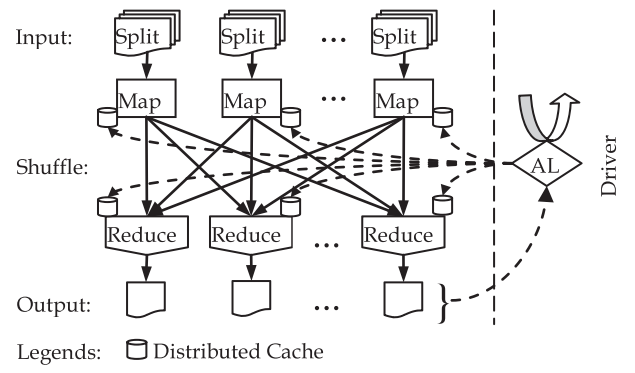 Input: Split Split ... Split
Map Map ... Map
Shuffle: AL
Driver
Reduce Reduce ... Reduce
Output: ...
Legends: Distributed Cache